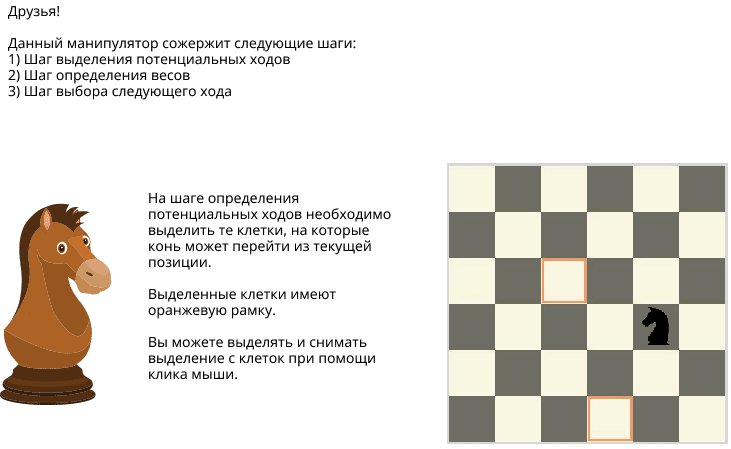 Друзья!
Данный манипулятор сожержит следующие шаги:
1) Шаг выделения потенциальных ходов
2) Шаг определения весов
3) Шаг выбора следующего хода
На шаге определения
потенциальных ходов необходимо
выделить те клетки, на которые
конь может перейти из текущей
позиции.
Выделенные клетки имеют
оранжевую рамку.
Вы можете выделять и снимать
выделение с клеток при помощи
клика мыши.